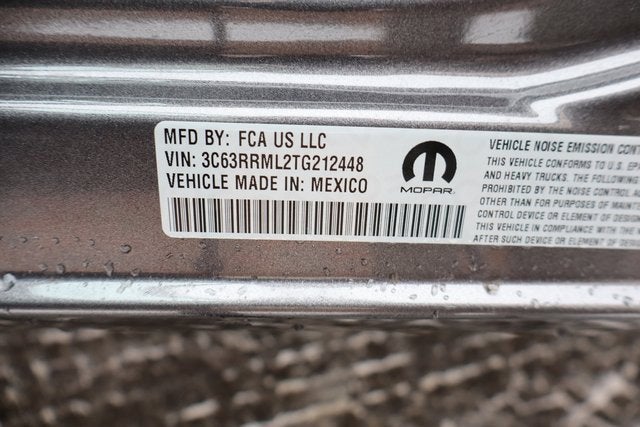 MFD BY: FCA US LLC
VIN: 3C63RRML2TG212448
VEHICLE MADE IN: MEXICO
MOPAR
VEHICLE NOISE EMISSION
THIS VEHICLE CONFORMS TO U.S.
AND HEAVY TRUCKS. THE FOLLOWING
BY THE NOISE CONTROL
OTHER THAN FOR PURPOSES OF
CONTROL DEVICE OR ELEMENT OF
THIS VEHICLE IN COMPLIANCE WITH THE
AFTER SUCH DEVICE OR ELEMENT OF